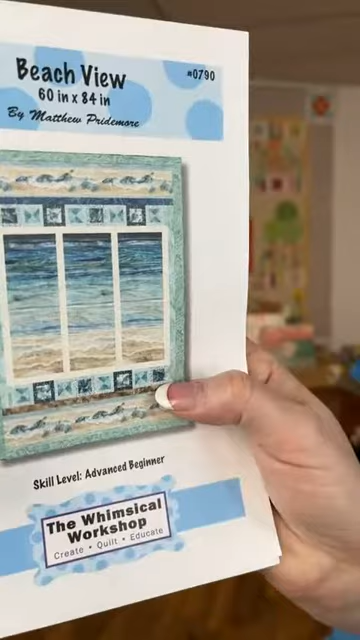 Beach View
#0790
60 in x 84 in
By Matthew Pridemore
Skill Level: Advanced Beginner
The Whimsical
Workshop
Create • Quilt • Educate